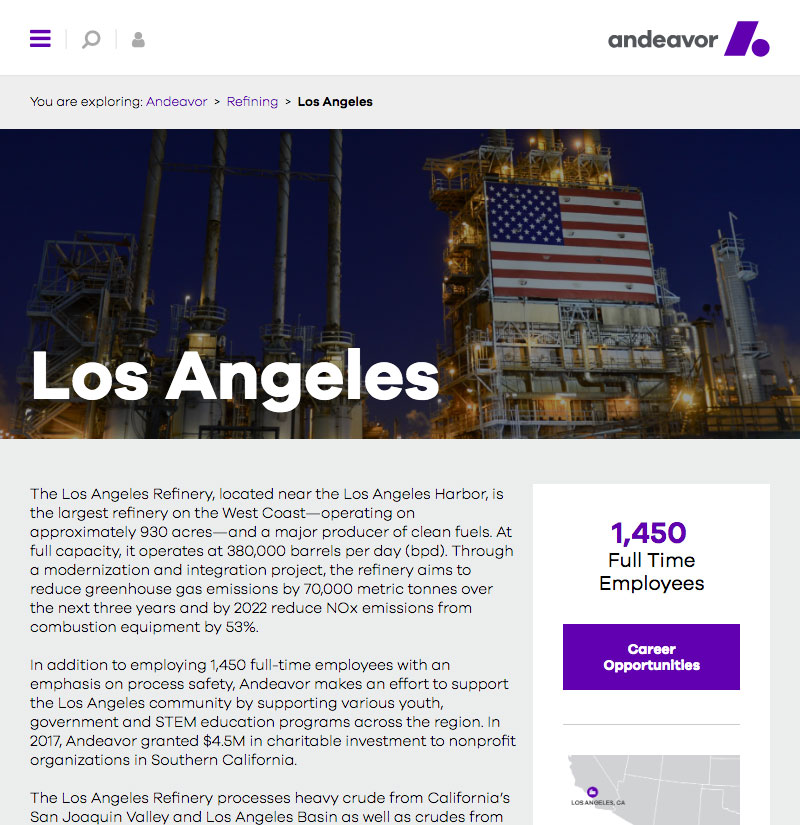 andeavor
You are exploring: Andeavor > Refining > Los Angeles
Los Angeles
The Los Angeles Refinery, located near the Los Angeles Harbor, is
the largest refinery on the West Coast—operating on
approximately 930 acres—and a major producer of clean fuels. At
full capacity, it operates at 380,000 barrels per day (bpd). Through
a modernization and integration project, the refinery aims to
reduce greenhouse gas emissions by 70,000 metric tonnes over
the next three years and by 2022 reduce NOx emissions from
combustion equipment by 53%.
In addition to employing 1,450 full-time employees with an
emphasis on process safety, Andeavor makes an effort to support
the Los Angeles community by supporting various youth,
government and STEM education programs across the region. In
2017, Andeavor granted $4.5M in charitable investment to nonprofit
organizations in Southern California.
The Los Angeles Refinery processes heavy crude from California's
San Joaquin Valley and Los Angeles Basin as well as crudes from
1,450
Full Time
Employees
Career
Opportunities
LOS ANGELES, CA